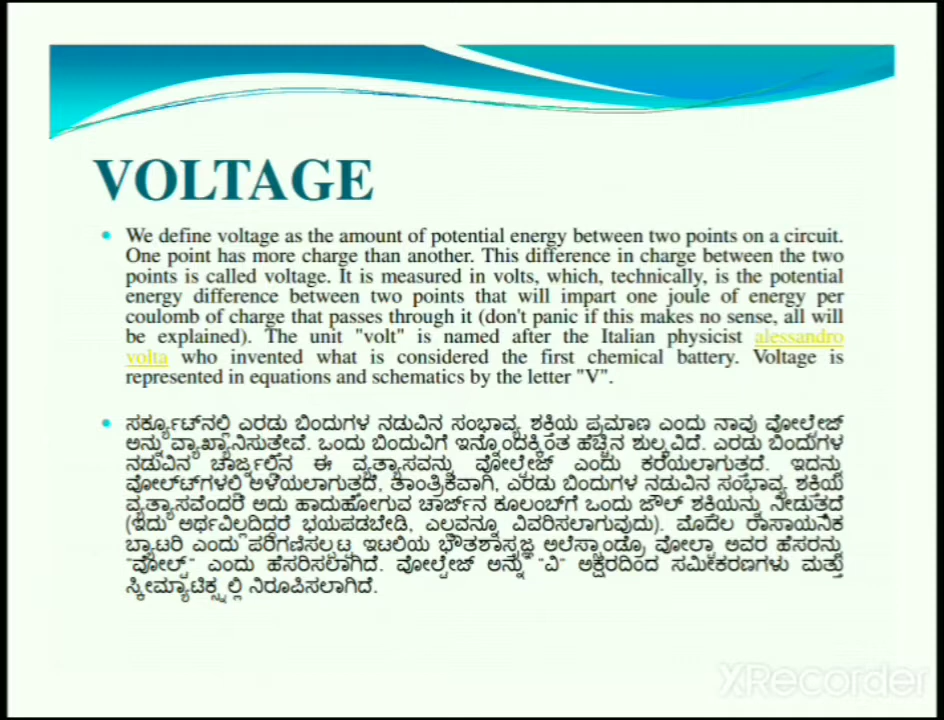 VOLTAGE
We define voltage as the amount of potential energy between two points on a circuit.
One point has more charge than another. This difference in charge between the two
points is called voltage. It is measured in volts, which, technically, is the potential
energy difference between two points that will impart one joule of energy per
coulomb of charge that passes through it (don't panic if this makes no sense, all will
be explained). The unit "volt" is named after the Italian physicist alessandro
volta who invented what is considered the first chemical battery. Voltage is
represented in equations and schematics by the letter "V".
ಸರ್ಕ್ಯೂಟ್‌ನಲ್ಲಿ ಎರಡು ಬಿಂದುಗಳ ನಡುವಿನ ಸಂಭಾವ್ಯ ಶಕ್ತಿಯ ಪ್ರಮಾಣ ಎಂದು ನಾವು ವೋಲ್ಟೇಜ್
ಅನ್ನು ವ್ಯಾಖ್ಯಾನಿಸುತ್ತೇವೆ. ಒಂದು ಬಿಂದುವಿಗೆ ಇನ್ನೊಂದಕ್ಕಿಂತ ಹೆಚ್ಚಿನ ಶುಲ್ಕವಿದೆ. ಎರಡು ಬಿಂದುಗಳ
ನಡುವಿನ ಚಾರ್ಜ್ನಲ್ಲಿನ ಈ ವ್ಯತ್ಯಾಸವನ್ನು ವೋಲ್ಟೇಜ್ ಎಂದು ಕರೆಯಲಾಗುತ್ತದೆ. ಇದನ್ನು
ವೋಲ್ಟ್‌ಗಳಲ್ಲಿ ಅಳೆಯಲಾಗುತ್ತದೆ, ತಾಂತ್ರಿಕವಾಗಿ, ಎರಡು ಬಿಂದುಗಳ ನಡುವಿನ ಸಂಭಾವ್ಯ ಶಕ್ತಿಯ
ವ್ಯತ್ಯಾಸವೆಂದರೆ ಅದು ಹಾದುಹೋಗುವ ಚಾರ್ಜ್‌ನ ಕೂಲಂಬ್‌ಗೆ ಒಂದು ಜೌಲ್ ಶಕ್ತಿಯನ್ನು ನೀಡುತ್ತದೆ
(ಇದು ಅರ್ಥವಿಲ್ಲದಿದ್ದರೆ ಭಯಪಡಬೇಡಿ, ಎಲ್ಲವನ್ನೂ ವಿವರಿಸಲಾಗುವುದು). ಮೊದಲ ರಾಸಾಯನಿಕ
ಬ್ಯಾಟರಿ ಎಂದು ಪರಿಗಣಿಸಲ್ಪಟ್ಟ ಇಟಲಿಯ ಭೌತಶಾಸ್ತ್ರಜ್ಞ ಅಲೆಸ್ಸಾಂಡ್ರೊ ವೋಲ್ಟಾ ಅವರ ಹೆಸರನ್ನು
"ವೋಲ್ಟ್" ಎಂದು ಹೆಸರಿಸಲಾಗಿದೆ. ವೋಲ್ಟೇಜ್ ಅನ್ನು "ವಿ" ಅಕ್ಷರದಿಂದ ಸಮೀಕರಣಗಳು ಮತ್ತು
ಸ್ಕೀಮ್ಯಾಟಿಕ್ಸ್ನಲ್ಲಿ ನಿರೂಪಿಸಲಾಗಿದೆ.
XRecorder